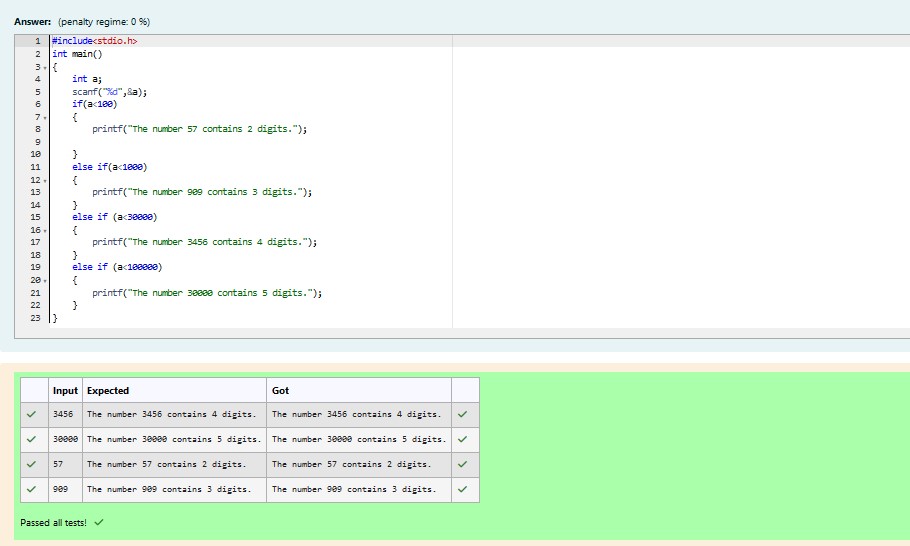 Answer: (penalty regime: 0 %)
1 #include<stdio.h>
2 int main()
3 {
4     int a;
5     scanf("%d",&a);
6     if(a<100)
7     {
8         printf("The number 57 contains 2 digits.");
9
10     }
11     else if(a<1000)
12     {
13         printf("The number 909 contains 3 digits.");
14     }
15     else if (a<30000)
16     {
17         printf("The number 3456 contains 4 digits.");
18     }
19     else if (a<100000)
20     {
21         printf("The number 30000 contains 5 digits.");
22     }
23 }
Input Expected Got
3456 The number 3456 contains 4 digits. The number 3456 contains 4 digits.
30000 The number 30000 contains 5 digits. The number 30000 contains 5 digits.
57 The number 57 contains 2 digits. The number 57 contains 2 digits.
909 The number 909 contains 3 digits. The number 909 contains 3 digits.
Passed all tests!